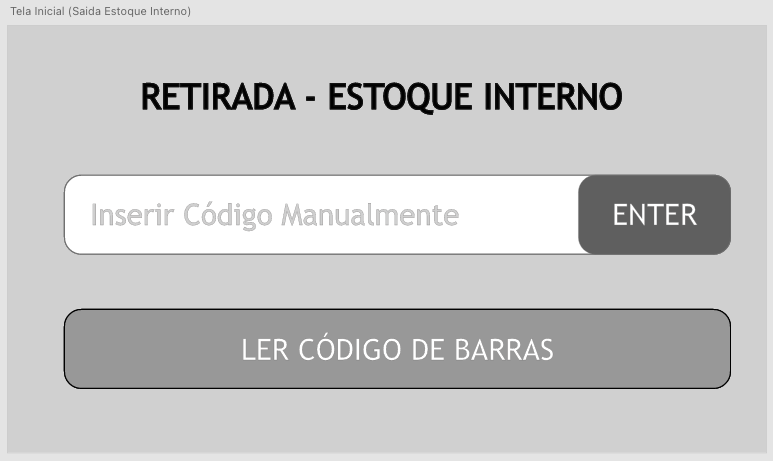 Tela Inicial (Saida Estoque Interno)
RETIRADA - ESTOQUE INTERNO
Inserir Código Manualmente
ENTER
LER CÓDIGO DE BARRAS